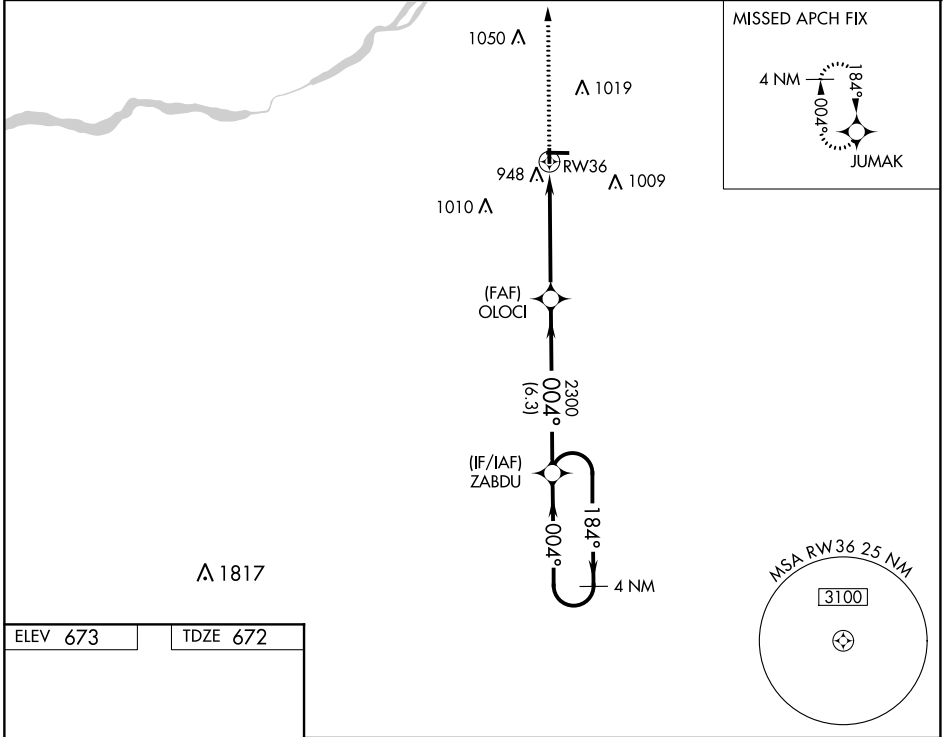 MISSED APCH FIX
4 NM
184°
004°
JUMAK
1050
1019
948
RW36
1009
1010
(FAF)
OLOCI
2300
004°
(6.3)
(IF/IAF)
ZABDU
004°
184°
4 NM
1817
MSA RW36 25 NM
3100
ELEV 673
TDZE 672